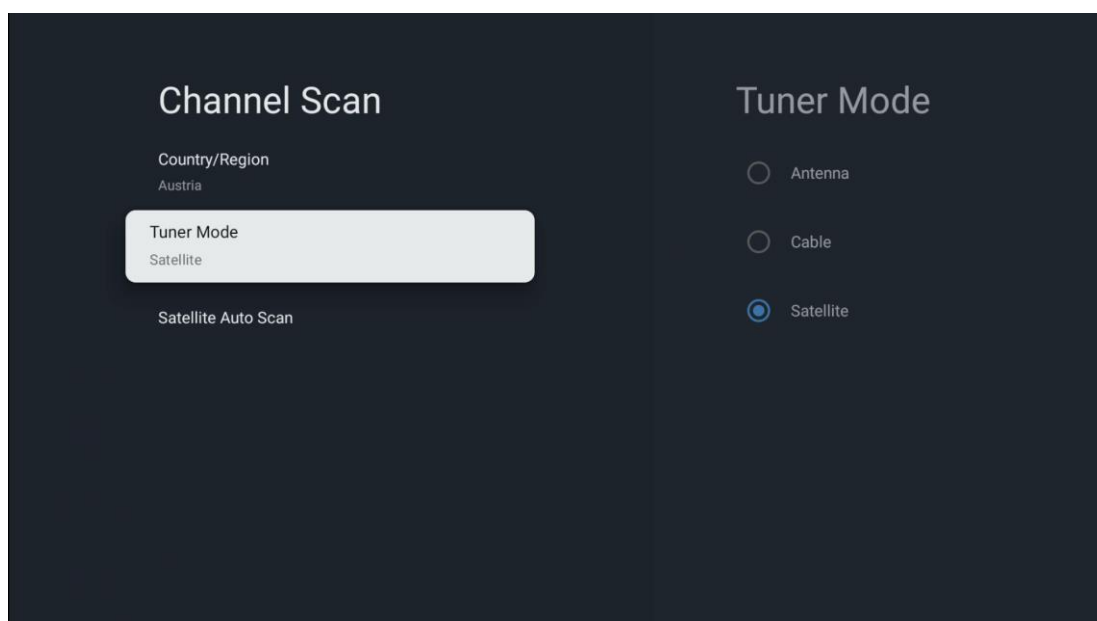 Channel Scan
Country/Region
Austria
Tuner Mode
Satellite
Satellite Auto Scan
Tuner Mode
Antenna
Cable
Satellite